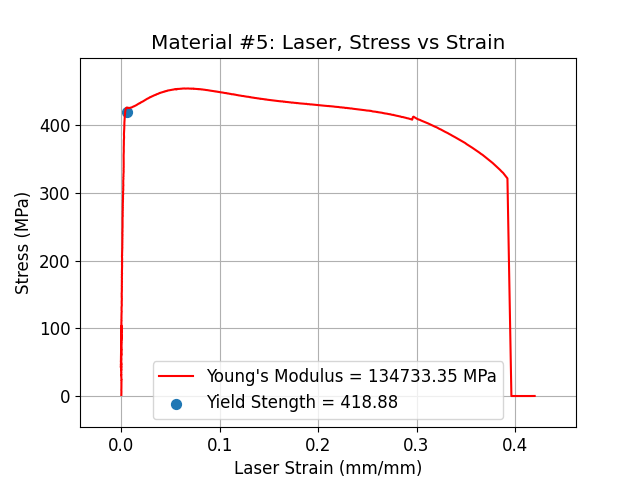 Material #5: Laser, Stress vs Strain
Stress (MPa)
400
300
200
100
0
Young's Modulus = 134733.35 MPa
Yield Stength = 418.88
0.0 0.1 0.2 0.3 0.4
Laser Strain (mm/mm)